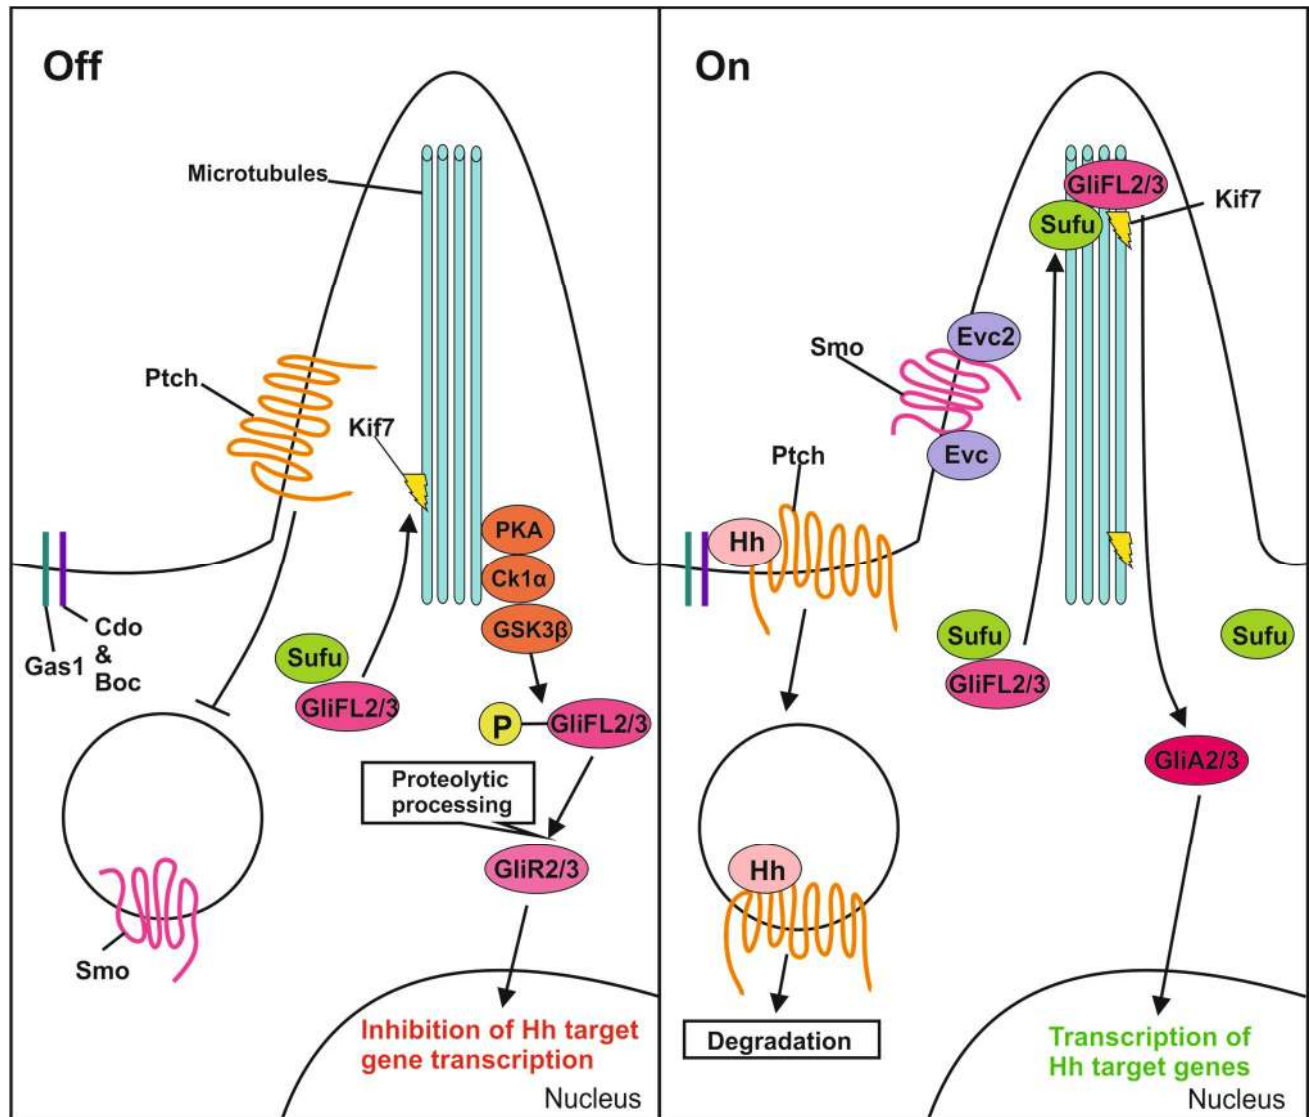 Off
Microtubules
Ptch
Kif7
PKA
Ck1α
GSK3β
Cdo
&
Boc
Gas1
Sufu
GliFL2/3
P
GliFL2/3
Proteolytic
processing
GliR2/3
Smo
Inhibition of Hh target
gene transcription
Nucleus
On
GliFL2/3
Kif7
Sufu
Evc2
Smo
Evc
Ptch
Hh
Sufu
GliFL2/3
Sufu
GliA2/3
Hh
Degradation
Transcription of
Hh target genes
Nucleus